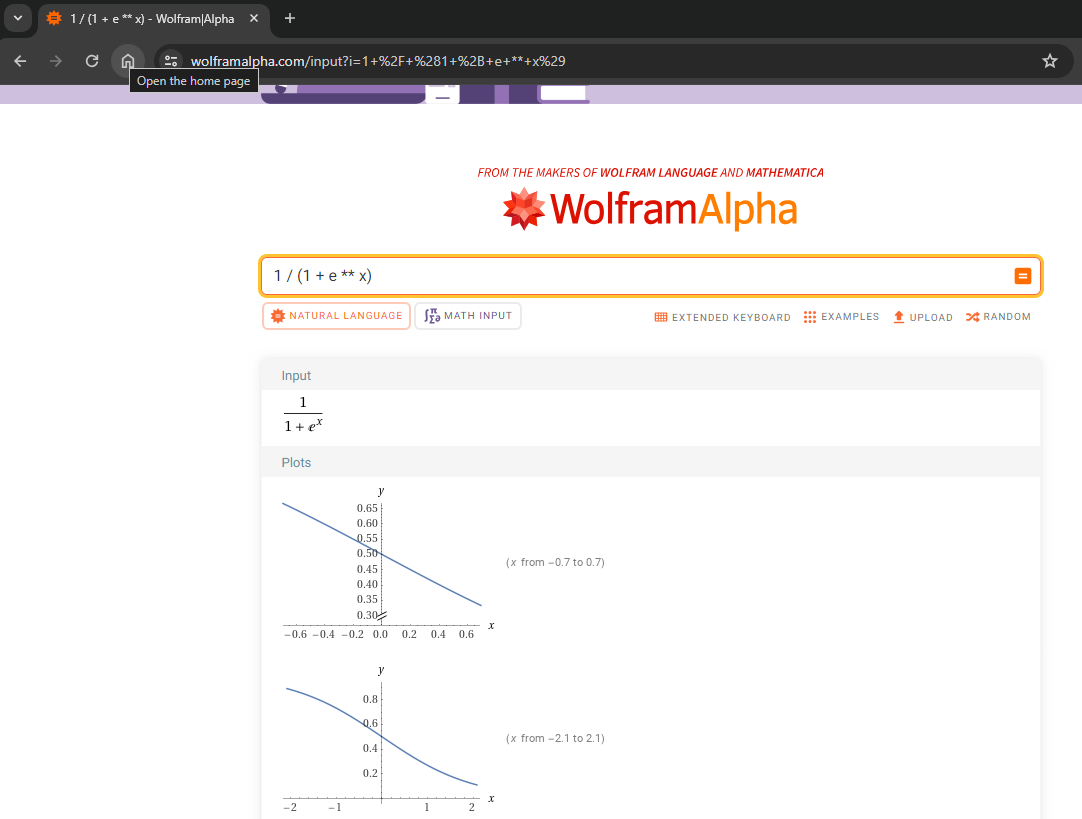 1 / (1 + e ** x) - Wolfram|Alpha
wolframalpha.com/input?i=1+%2F+%281+%2B+e+**+x%29
Open the home page
FROM THE MAKERS OF WOLFRAM LANGUAGE AND MATHEMATICA
WolframAlpha
1 / (1 + e ** x)
NATURAL LANGUAGE
MATH INPUT
EXTENDED KEYBOARD
EXAMPLES
UPLOAD
RANDOM
Input
1
1 + eˣ
Plots
y
0.65
0.60
0.55
0.50
0.45
0.40
0.35
0.30
−0.6 −0.4 −0.2 0.0 0.2 0.4 0.6 x
(x from −0.7 to 0.7)
y
0.8
0.6
0.4
0.2
−2 −1 1 2 x
(x from −2.1 to 2.1)